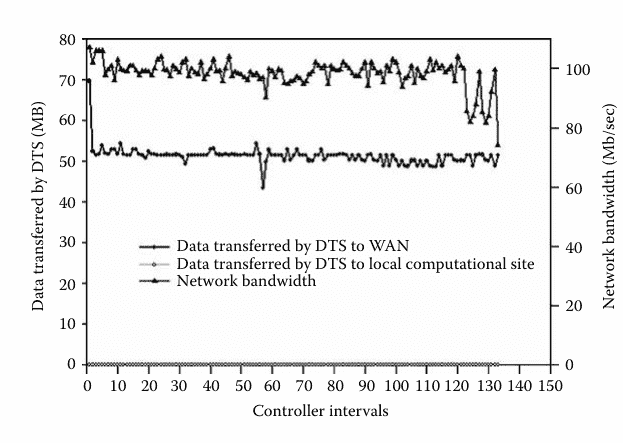 80
70
60
50
40
30
20
10
0
Data transferred by DTS (MB)
Data transferred by DTS to WAN
Data transferred by DTS to local computational site
Network bandwidth
100
80
60
40
20
0
Network bandwidth (Mb/sec)
0 10 20 30 40 50 60 70 80 90 100 110 120 130 140 150
Controller intervals